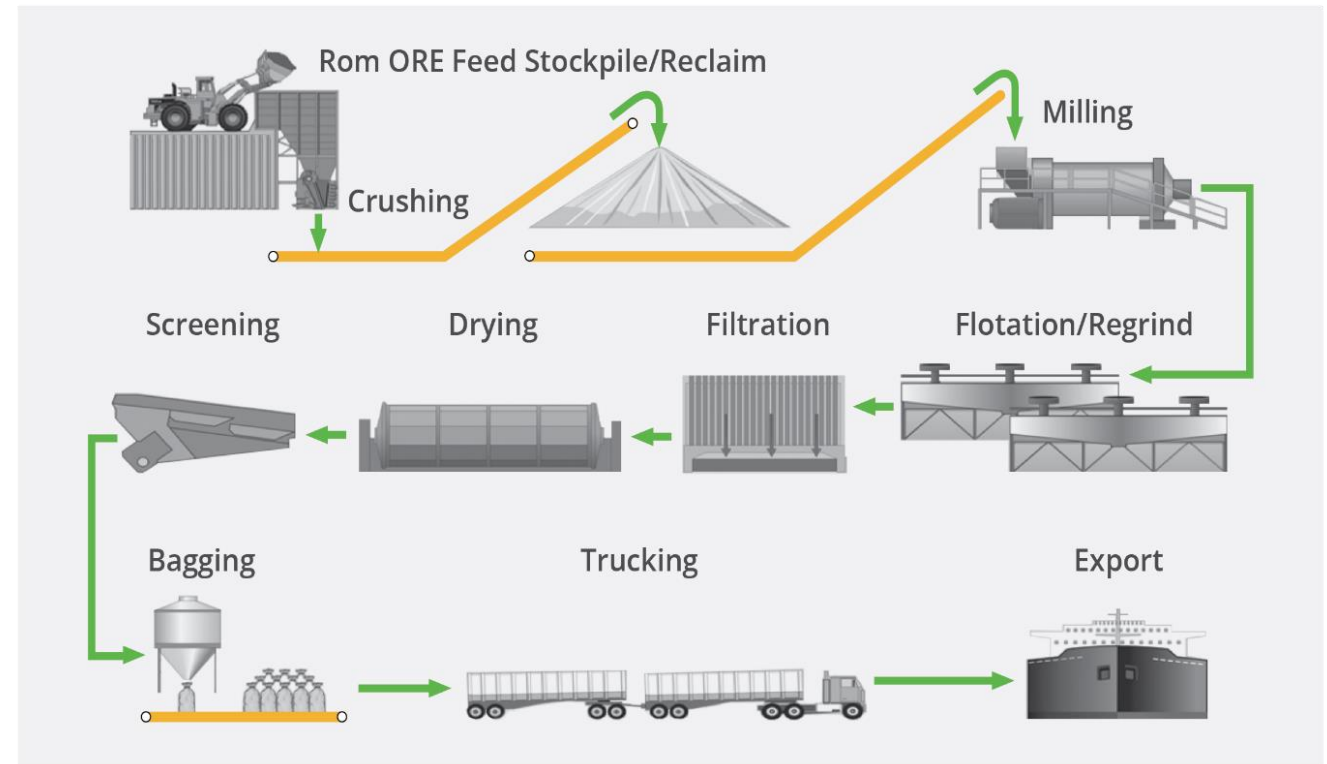 Rom ORE Feed Stockpile/Reclaim
Crushing
Milling
Screening
Drying
Filtration
Flotation/Regrind
Bagging
Trucking
Export